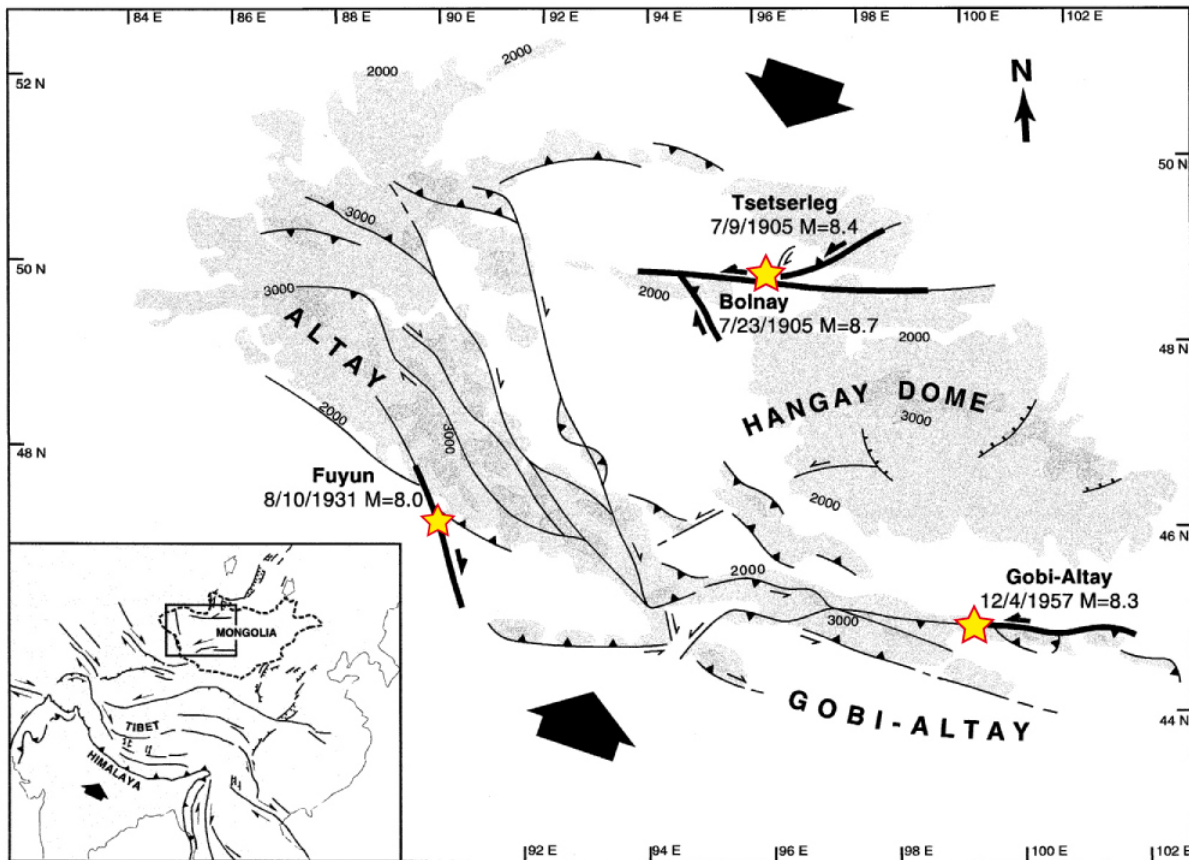 84 E
86 E
88 E
90 E
92 E
94 E
96 E
98 E
100 E
102 E
52 N
2000
2000
N
50 N
Tsetserleg
7/9/1905 M=8.4
3000
50 N
2000
Bolnay
7/23/1905 M=8.7
3000
ALTAY
2000
48 N
HANGAY DOME
3000
2000
3000
48 N
Fuyun
8/10/1931 M=8.0
2000
46 N
2000
Gobi-Altay
12/4/1957 M=8.3
3000
MONGOLIA
GOBI-ALTAY
44 N
TIBET
HIMALAYA
92 E
94 E
96 E
98 E
100 E
102 E